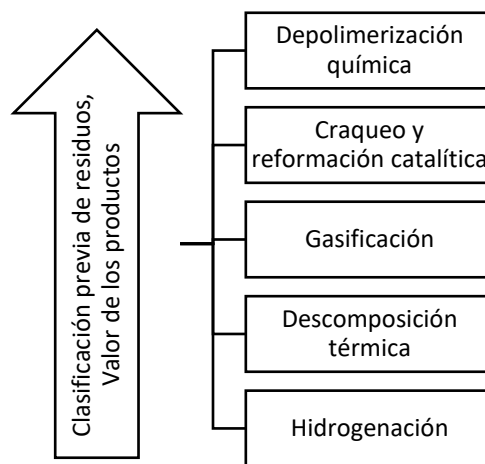 Clasificación previa de residuos,
Valor de los productos
Depolimerización
química
Craqueo y
reformación catalítica
Gasificación
Descomposición
térmica
Hidrogenación